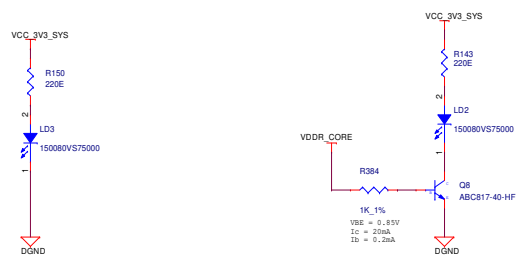 VCC_3V3_SYS
R150
220E
2
LD3
150080VS75000
1
DGND
VCC_3V3_SYS
R143
220E
2
LD2
150080VS75000
1
VDDR_CORE
R384
1K_1%
VBE = 0.85V
Ic = 20mA
Ib = 0.2mA
Q8
ABC817-40-HF
DGND